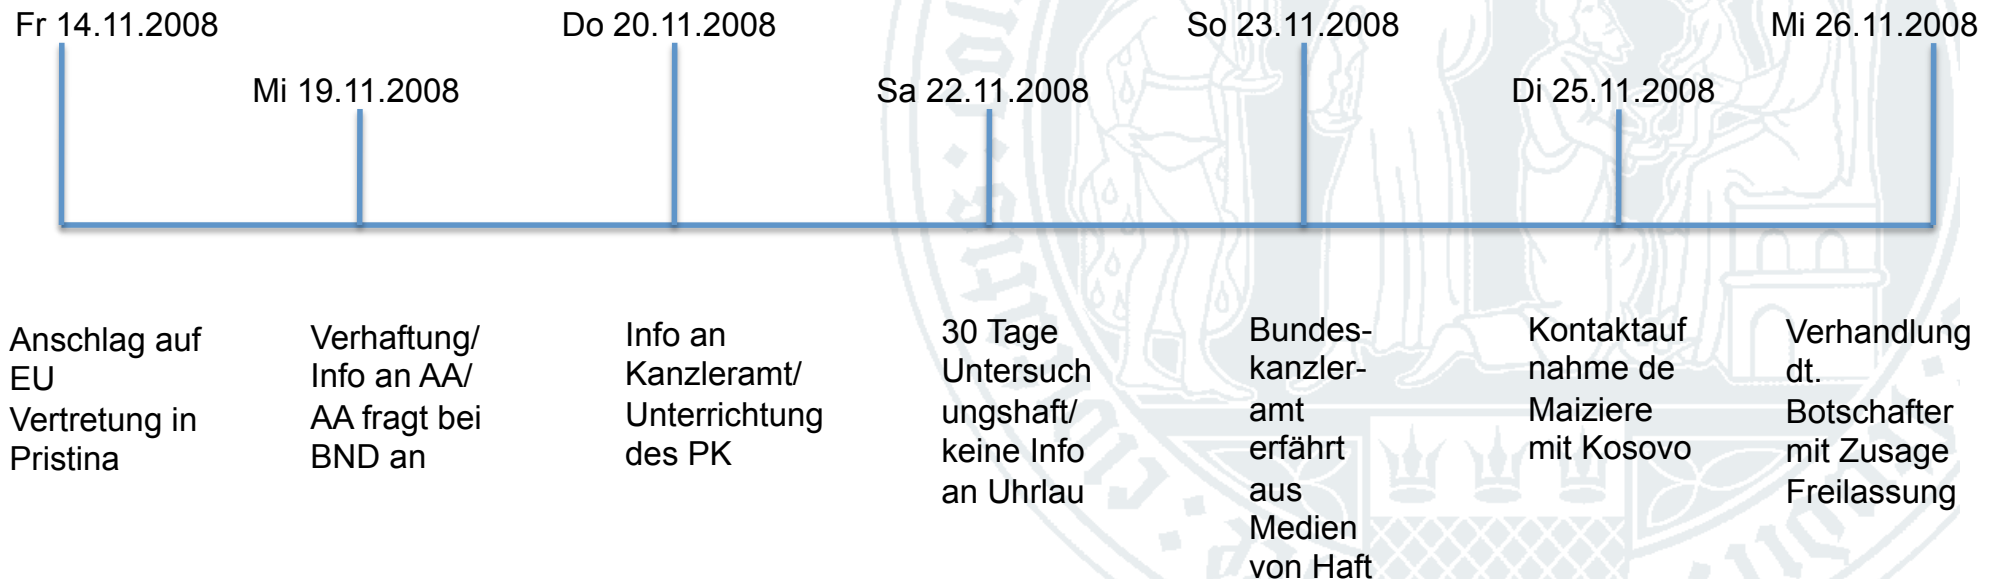 Fr 14.11.2008
Do 20.11.2008
So 23.11.2008
Mi 26.11.2008
Mi 19.11.2008
Sa 22.11.2008
Di 25.11.2008
Anschlag auf
EU
Vertretung in
Pristina
Verhaftung/
Info an AA/
AA fragt bei
BND an
Info an
Kanzleramt/
Unterrichtung
des PK
30 Tage
Untersuch
ungshaft/
keine Info
an Uhrlau
Bundes-
kanzler-
amt
erfährt
aus
Medien
von Haft
Kontaktauf
nahme de
Maiziere
mit Kosovo
Verhandlung
dt.
Botschafter
mit Zusage
Freilassung